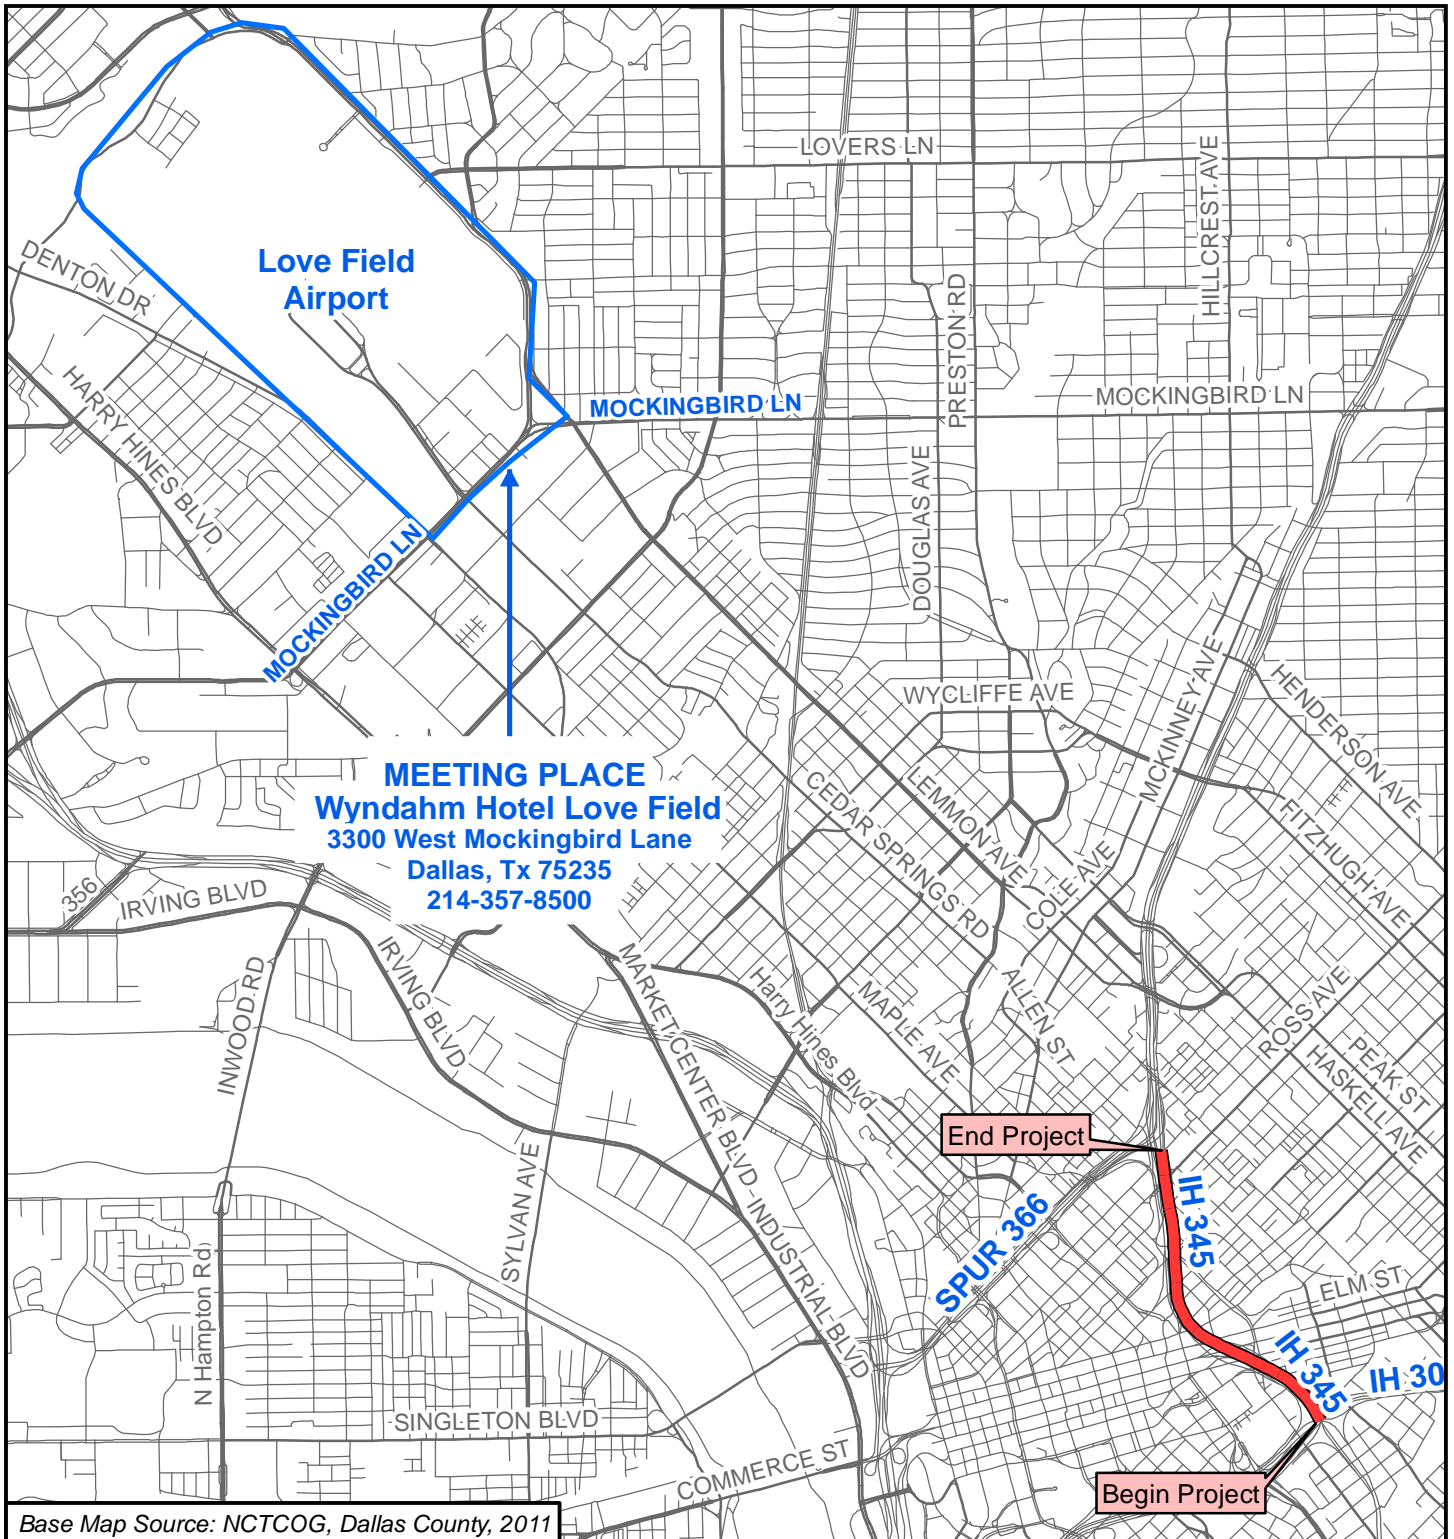 LOVERS LN
HILLCREST AVE
Love Field
Airport
DENTON DR
PRESTON RD
HARRY HINES BLVD
MOCKINGBIRD LN
MOCKINGBIRD LN
DOUGLAS AVE
MOCKINGBIRD LN
WYCLIFFE AVE
MCKINNEY AVE
HENDERSON AVE
MEETING PLACE
Wyndahm Hotel Love Field
3300 West Mockingbird Lane
Dallas, Tx 75235
214-357-8500
CEDAR SPRINGS RD
LEMMON AVE
COLE AVE
FITZHUGH AVE
356
IRVING BLVD
IRVING BLVD
INWOOD RD
MARKET CENTER BLVD-INDUSTRIAL BLVD
Harry Hines Blvd
MAPLE AVE
ALLEN ST
ROSS AVE
PEAK ST
HASKELL AVE
End Project
SYLVAN AVE
IH 345
SPUR 366
N Hampton Rd
ELM ST
IH 345
IH 30
SINGLETON BLVD
COMMERCE ST
Begin Project
Base Map Source: NCTCOG, Dallas County, 2011